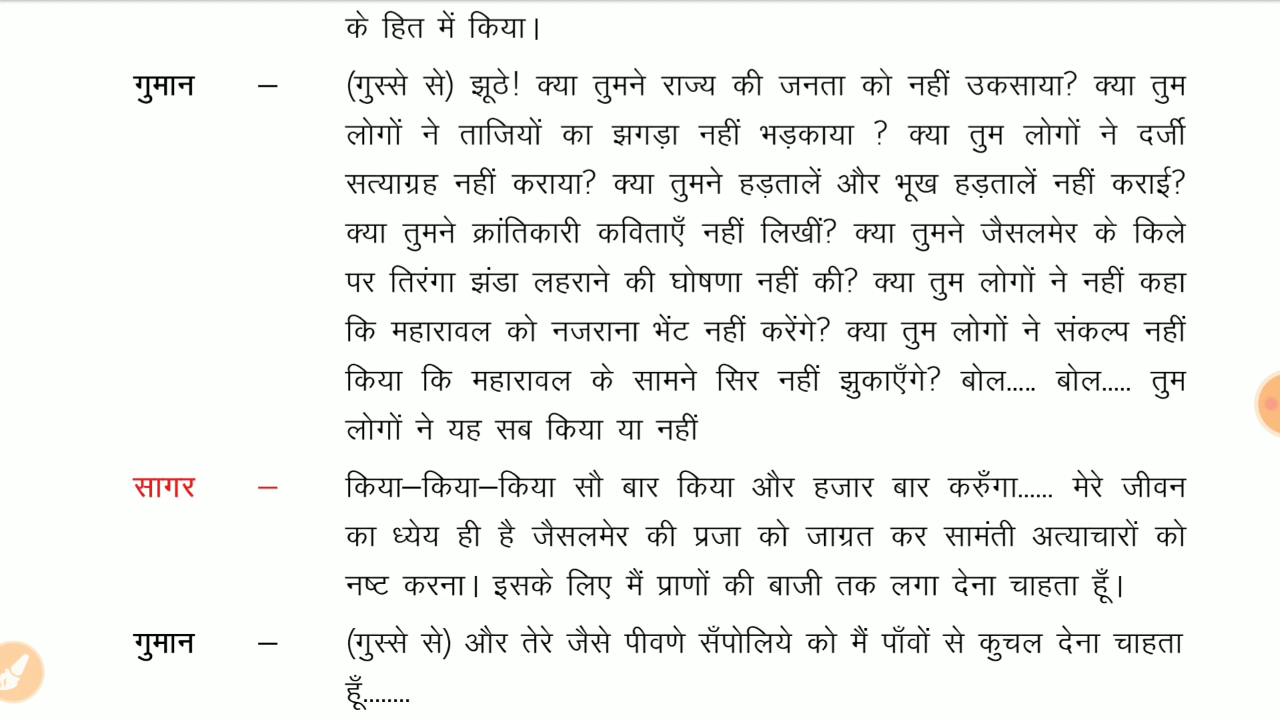 के हित में किया।
गुमान – (गुस्से से) झूठे! क्या तुमने राज्य की जनता को नहीं उकसाया? क्या तुम
लोगों ने ताजियों का झगड़ा नहीं भड़काया ? क्या तुम लोगों ने दर्जी
सत्याग्रह नहीं कराया? क्या तुमने हड़तालें और भूख हड़तालें नहीं कराई?
क्या तुमने क्रांतिकारी कविताएँ नहीं लिखीं? क्या तुमने जैसलमेर के किले
पर तिरंगा झंडा लहराने की घोषणा नहीं की? क्या तुम लोगों ने नहीं कहा
कि महारावल को नजराना भेंट नहीं करेंगे? क्या तुम लोगों ने संकल्प नहीं
किया कि महारावल के सामने सिर नहीं झुकाएँगे? बोल..... बोल..... तुम
लोगों ने यह सब किया या नहीं
सागर – किया–किया–किया सौ बार किया और हजार बार करुँगा...... मेरे जीवन
का ध्येय ही है जैसलमेर की प्रजा को जाग्रत कर सामंती अत्याचारों को
नष्ट करना। इसके लिए मैं प्राणों की बाजी तक लगा देना चाहता हूँ।
गुमान – (गुस्से से) और तेरे जैसे पीवणे सँपोलिये को मैं पाँवों से कुचल देना चाहता
हूँ........